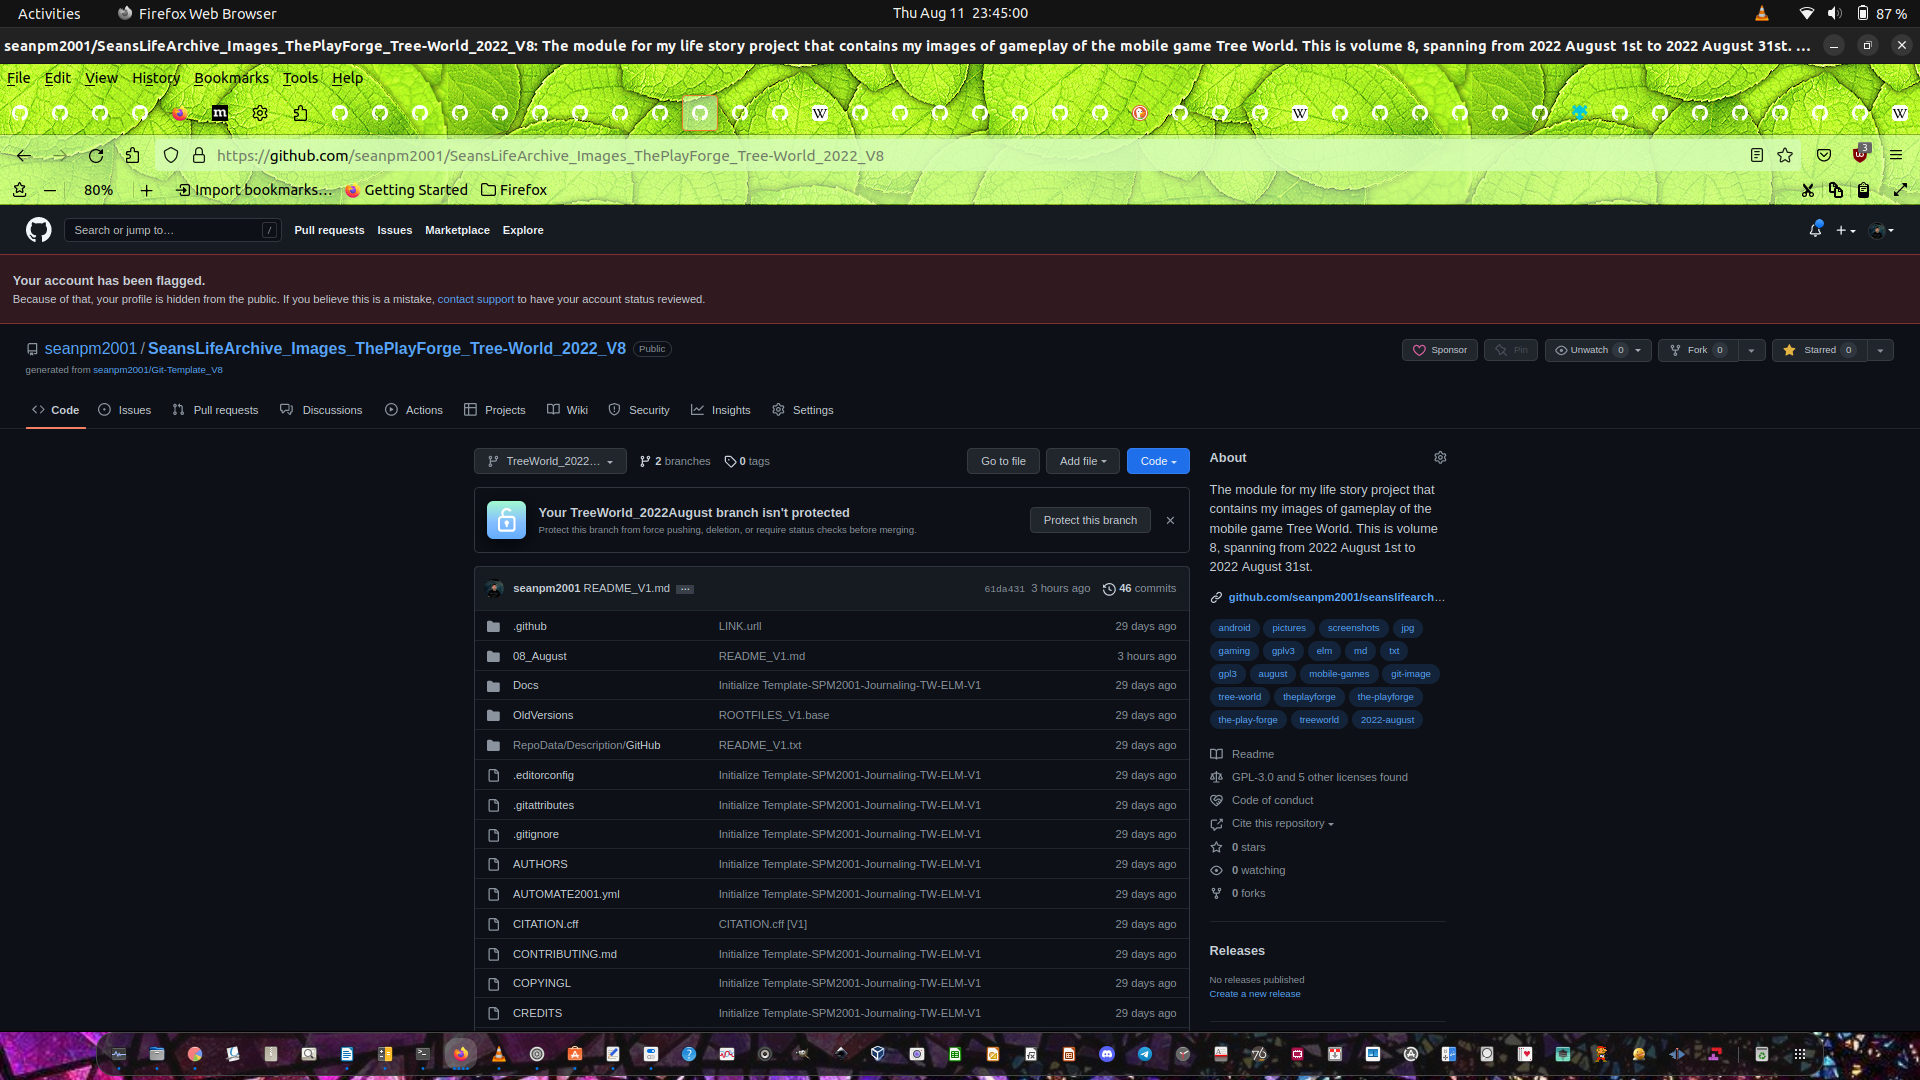 Activities
Firefox Web Browser
Thu Aug 11 23:45:00
87 %
seanpm2001/SeansLifeArchive_Images_ThePlayForge_Tree-World_2022_V8: The module for my life story project that contains my images of gameplay of the mobile game Tree World. This is volume 8, spanning from 2022 August 1st to 2022 August 31st. …
File Edit View History Bookmarks Tools Help
https://github.com/seanpm2001/SeansLifeArchive_Images_ThePlayForge_Tree-World_2022_V8
3
80%
Import bookmarks…
Getting Started
Firefox
Search or jump to…
/
Pull requests
Issues
Marketplace
Explore
Your account has been flagged.
Because of that, your profile is hidden from the public. If you believe this is a mistake, contact support to have your account status reviewed.
seanpm2001 / SeansLifeArchive_Images_ThePlayForge_Tree-World_2022_V8
Public
Sponsor
Pin
Unwatch 0
Fork 0
Starred 0
generated from seanpm2001/Git-Template_V8
Code
Issues
Pull requests
Discussions
Actions
Projects
Wiki
Security
Insights
Settings
TreeWorld_2022…
2 branches
0 tags
Go to file
Add file
Code
Your TreeWorld_2022August branch isn't protected
Protect this branch from force pushing, deletion, or require status checks before merging.
Protect this branch
seanpm2001 README_V1.md …
61da431 3 hours ago
46 commits
.github LINK.urll 29 days ago
08_August README_V1.md 3 hours ago
Docs Initialize Template-SPM2001-Journaling-TW-ELM-V1 29 days ago
OldVersions ROOTFILES_V1.base 29 days ago
RepoData/Description/GitHub README_V1.txt 29 days ago
.editorconfig Initialize Template-SPM2001-Journaling-TW-ELM-V1 29 days ago
.gitattributes Initialize Template-SPM2001-Journaling-TW-ELM-V1 29 days ago
.gitignore Initialize Template-SPM2001-Journaling-TW-ELM-V1 29 days ago
AUTHORS Initialize Template-SPM2001-Journaling-TW-ELM-V1 29 days ago
AUTOMATE2001.yml Initialize Template-SPM2001-Journaling-TW-ELM-V1 29 days ago
CITATION.cff CITATION.cff [V1] 29 days ago
CONTRIBUTING.md Initialize Template-SPM2001-Journaling-TW-ELM-V1 29 days ago
COPYINGL Initialize Template-SPM2001-Journaling-TW-ELM-V1 29 days ago
CREDITS Initialize Template-SPM2001-Journaling-TW-ELM-V1 29 days ago
About
The module for my life story project that
contains my images of gameplay of the
mobile game Tree World. This is volume
8, spanning from 2022 August 1st to
2022 August 31st.
github.com/seanpm2001/seanslifearch…
android pictures screenshots jpg
gaming gplv3 elm md txt
gpl3 august mobile-games git-image
tree-world theplayforge the-playforge
the-play-forge treeworld 2022-august
Readme
GPL-3.0 and 5 other licenses found
Code of conduct
Cite this repository
0 stars
0 watching
0 forks
Releases
No releases published
Create a new release